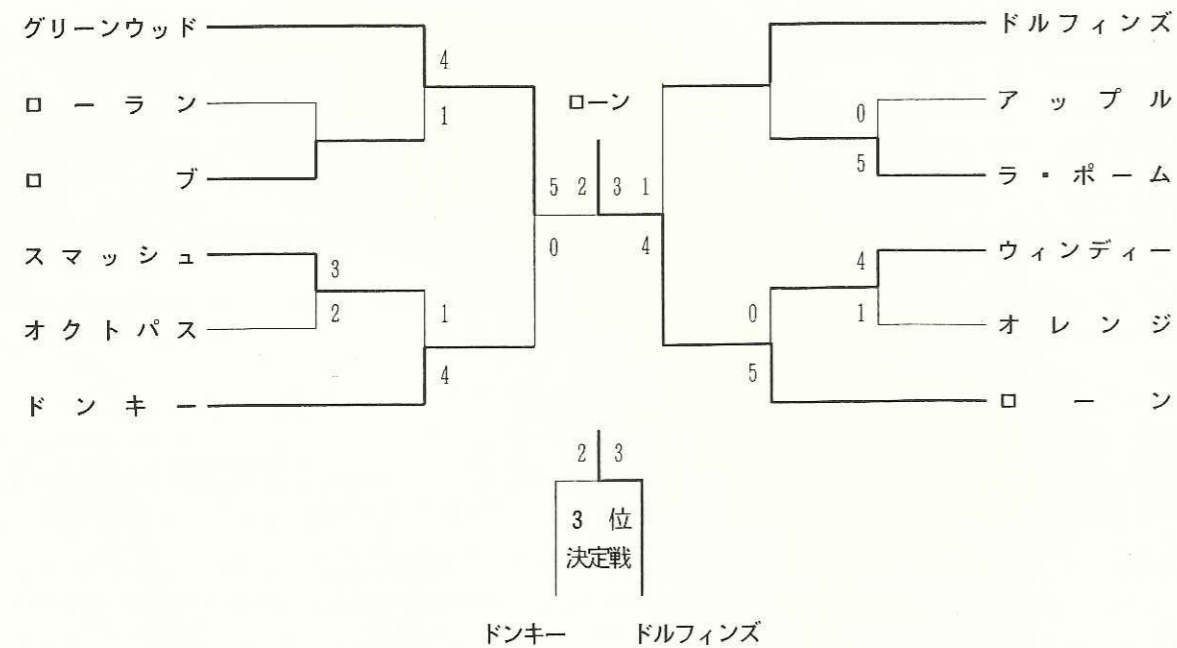 グリーンウッド
ローラン
ロブ
スマッシュ
オクトパス
ドンキー
4
1
3
2
1
4
5 2
0
ローン
3 1
4
ドルフィンズ
アップル
ラ・ポーム
ウィンディー
オレンジ
ローン
0
5
4
1
0
5
2 3
3位
決定戦
ドンキー ドルフィンズ